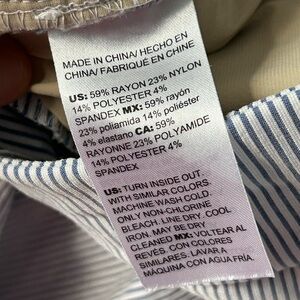 MADE IN CHINA/ HECHO EN
CHINA/ FABRIQUÉ EN CHINE
US: 59% RAYON 23% NYLON
14% POLYESTER 4%
SPANDEX MX: 59% rayón
23% poliamida 14% poliéster
4% elastano CA: 59%
RAYONNE 23% POLYAMIDE
14% POLYESTER 4%
SPANDEX
US: TURN INSIDE OUT.
WITH SIMILAR COLORS.
MACHINE WASH COLD.
ONLY NON-CHLORINE
BLEACH. LINE DRY. COOL
IRON. MAY BE DRY
CLEANED MX: VOLTEAR AL
REVÉS. CON COLORES
SIMILARES. LAVAR A
MÁQUINA CON AGUA FRÍA.